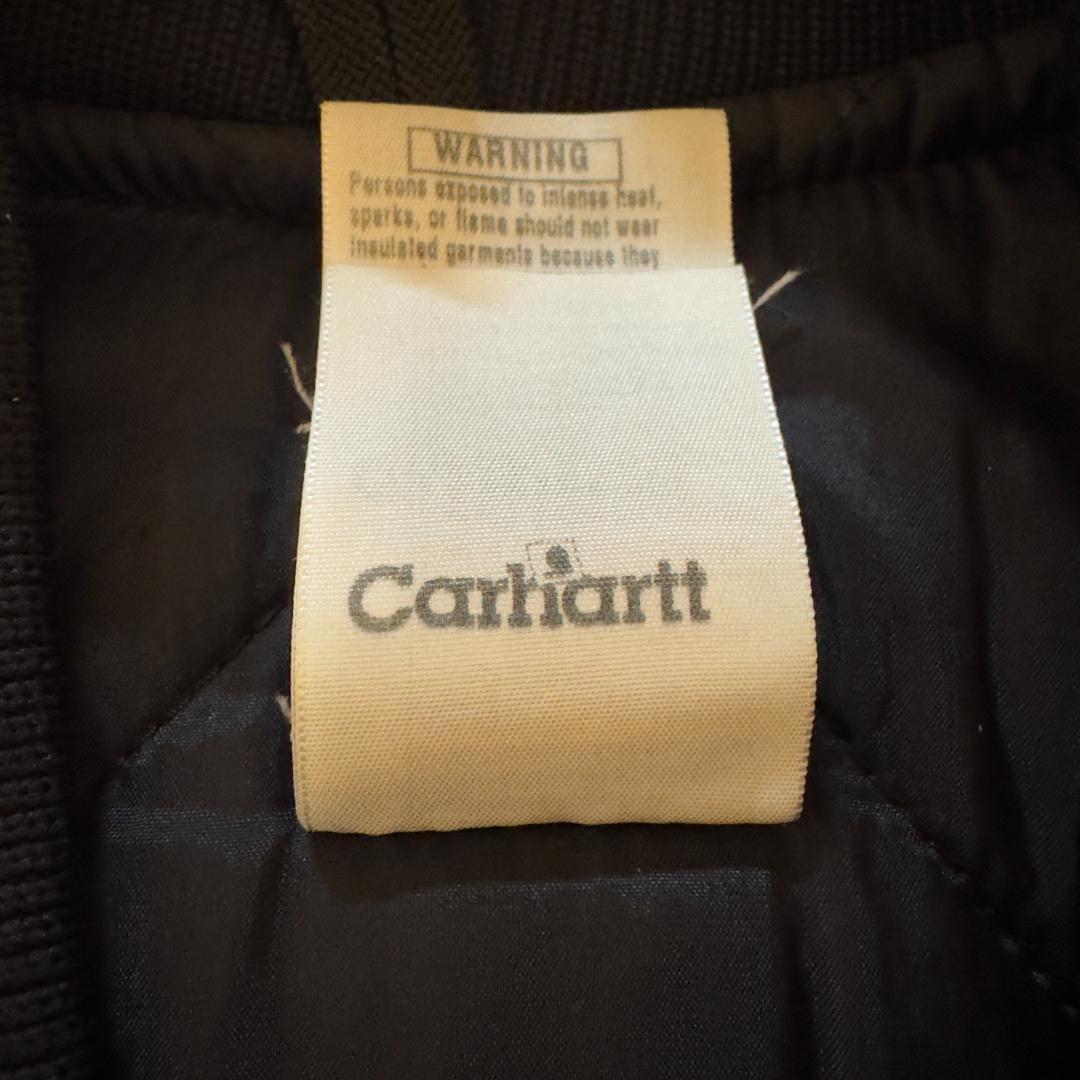 WARNING
Persons exposed to intense heat,
sparks, or flame should not wear
insulated garments because they
Carhartt